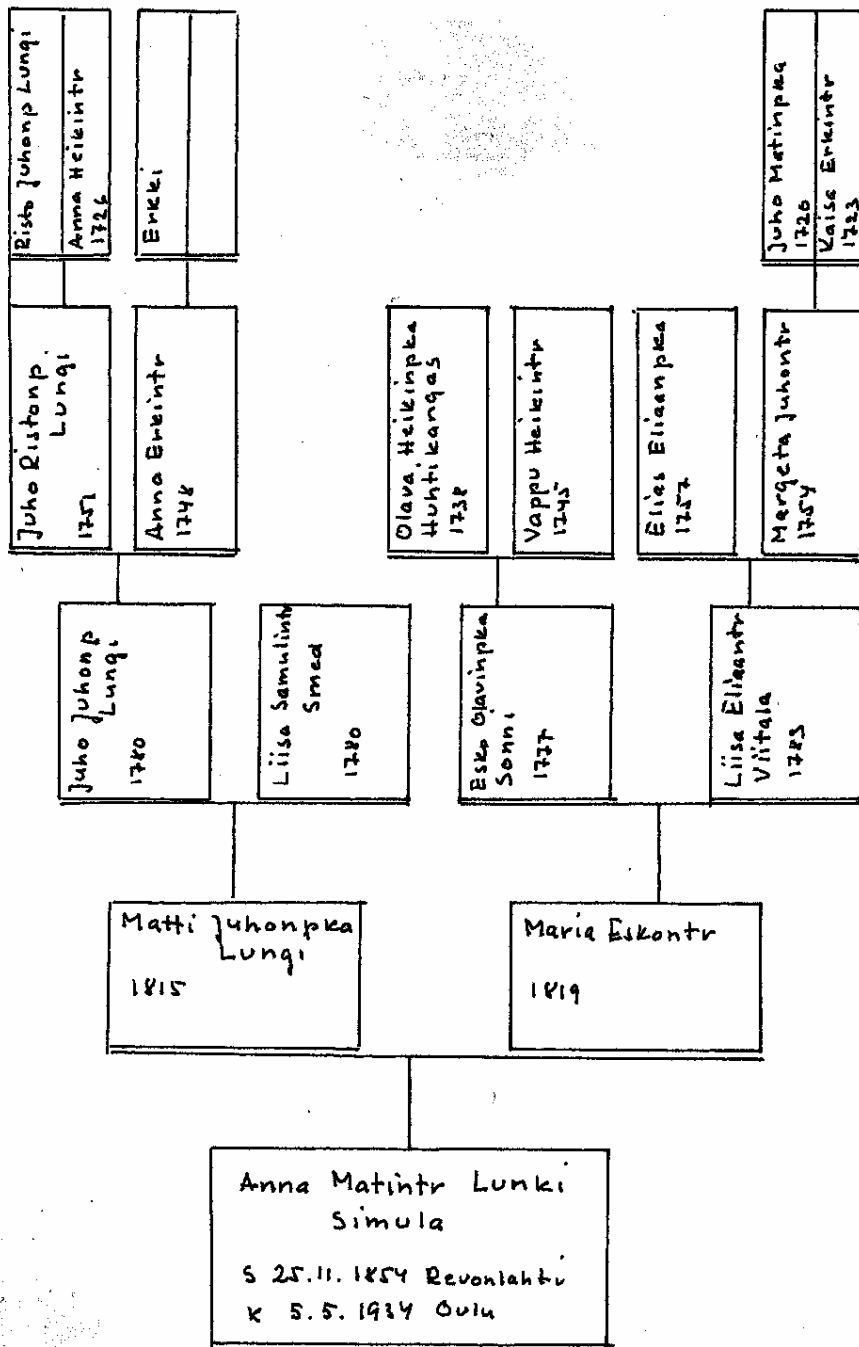 Risto Juhonp Lungi
Anna Heikintr
1726
Erkki
Juho Matinpka
1720
Kaisa Erkintr
1723
Juho Ristonp.
Lungi
1751
Anna Erkintr
1748
Olava Heikinpka
Huhtikangas
1738
Vappu Heikintr
1745
Elias Eliaanpka
1757
Margeta Juhontr
1754
Juho Juhonp
Lungi
1780
Liisa Samulintr
Smed
1780
Esko Olavinpka
Sonni
1777
Liisa Eliaantr
Viitala
1783
Matti Juhonpka
Lungi
1815
Maria Eskontr
1819
Anna Matintr Lunki
Simula
S 25.11.1854 Revonlahti
K 5.5.1934 Oulu